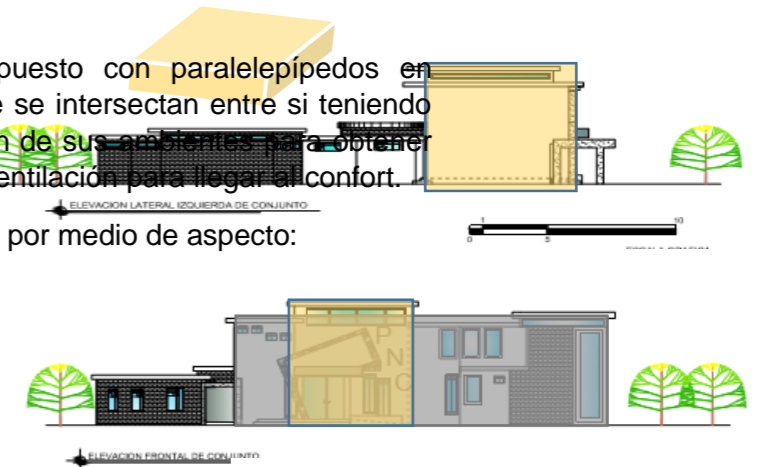 puesto con paralelepípedos en
e se intersectan entre si teniendo
n de sus ambientes para obtener
entilación para llegar al confort.
ELEVACION LATERAL IZQUIERDA DE CONJUNTO
por medio de aspecto:
1 10
0 5
P
N
C
ELEVACION FRONTAL DE CONJUNTO